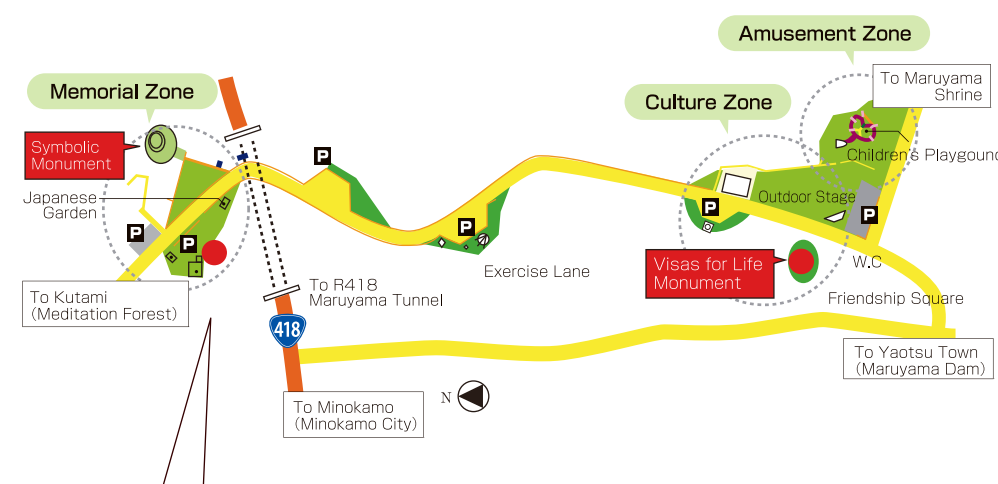 Amusement Zone
To Maruyama
Shrine
Memorial Zone
Culture Zone
Symbolic
Monument
P
Children's Playgound
Japanese
Garden
Outdoor Stage
P
P
P
P
P
W.C
Visas for Life
Monument
Exercise Lane
To R418
Maruyama Tunnel
To Kutami
(Meditation Forest)
Friendship Square
418
To Yaotsu Town
(Maruyama Dam)
N
To Minokamo
(Minokamo City)